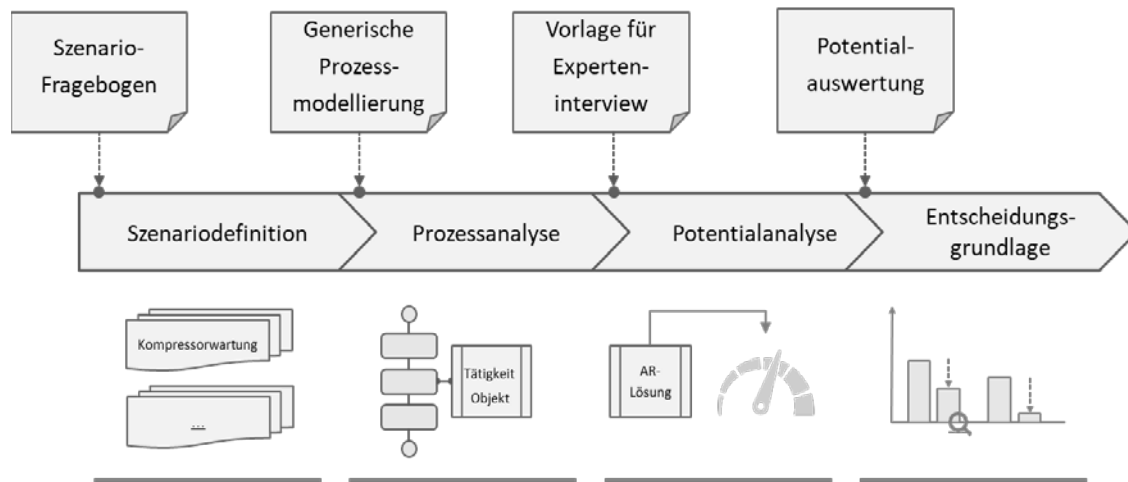 Szenario-
Fragebogen
Generische
Prozess-
modellierung
Vorlage für
Experten-
interview
Potential-
auswertung
Szenariodefinition
Prozessanalyse
Potentialanalyse
Entscheidungs-
grundlage
Kompressorwartung
...
Tätigkeit
Objekt
AR-
Lösung